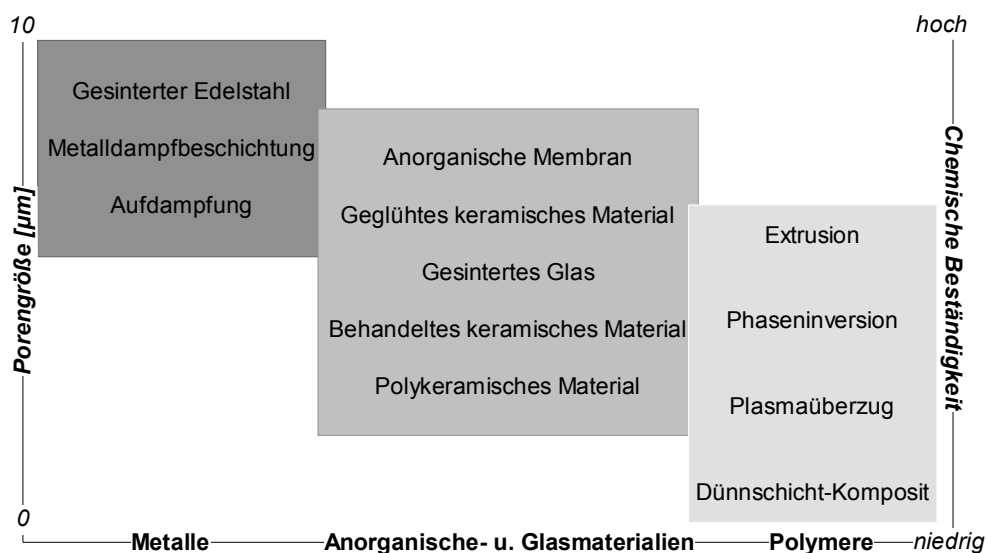 10
hoch
Gesinterter Edelstahl
Metalldampfbeschichtung
Aufdampfung
Anorganische Membran
Geglühtes keramisches Material
Gesintertes Glas
Behandeltes keramisches Material
Polykeramisches Material
Extrusion
Phaseninversion
Plasmaüberzug
Dünnschicht-Komposit
Porengröße [µm]
Chemische Beständigkeit
0
Metalle
Anorganische- u. Glasmaterialien
Polymere
niedrig